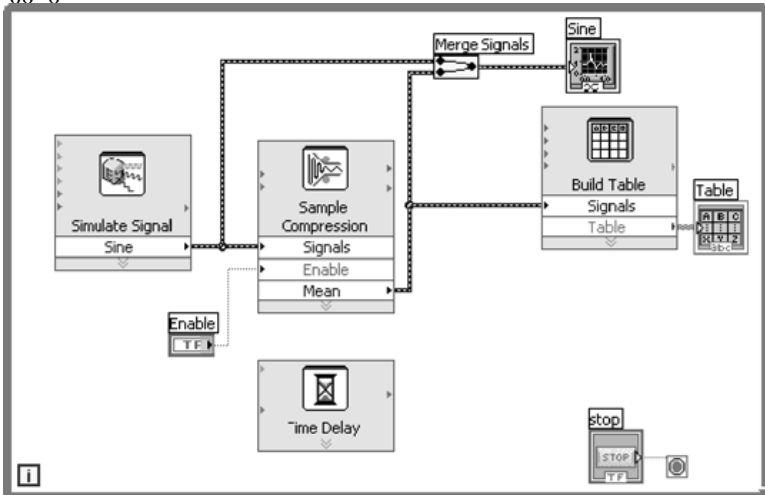 Sine
Merge Signals
Simulate Signal
Sine
Sample
Compression
Signals
Enable
Mean
Build Table
Signals
Table
Table
A B C
X Y Z
abc
Enable
TF
Time Delay
stop
STOP
TF
i